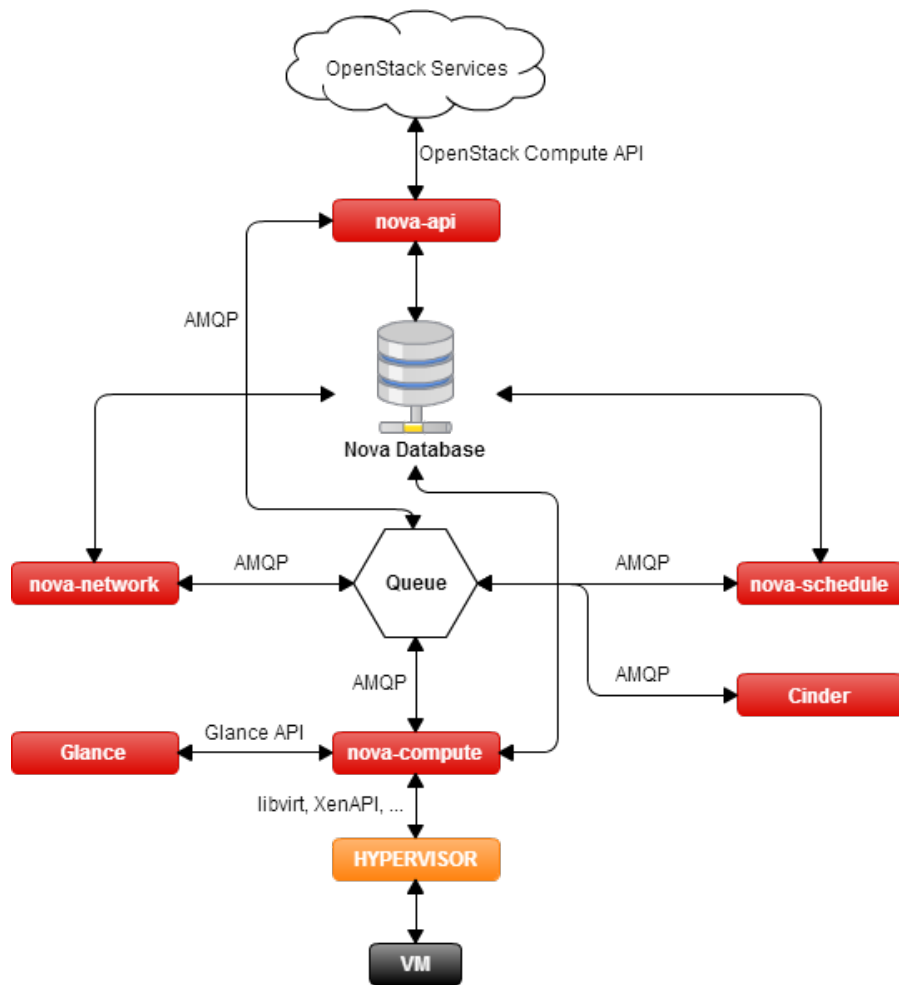 OpenStack Services
OpenStack Compute API
nova-api
AMQP
Nova Database
nova-network
AMQP
Queue
AMQP
nova-schedule
AMQP
AMQP
Cinder
Glance
Glance API
nova-compute
libvirt, XenAPI, ...
HYPERVISOR
VM